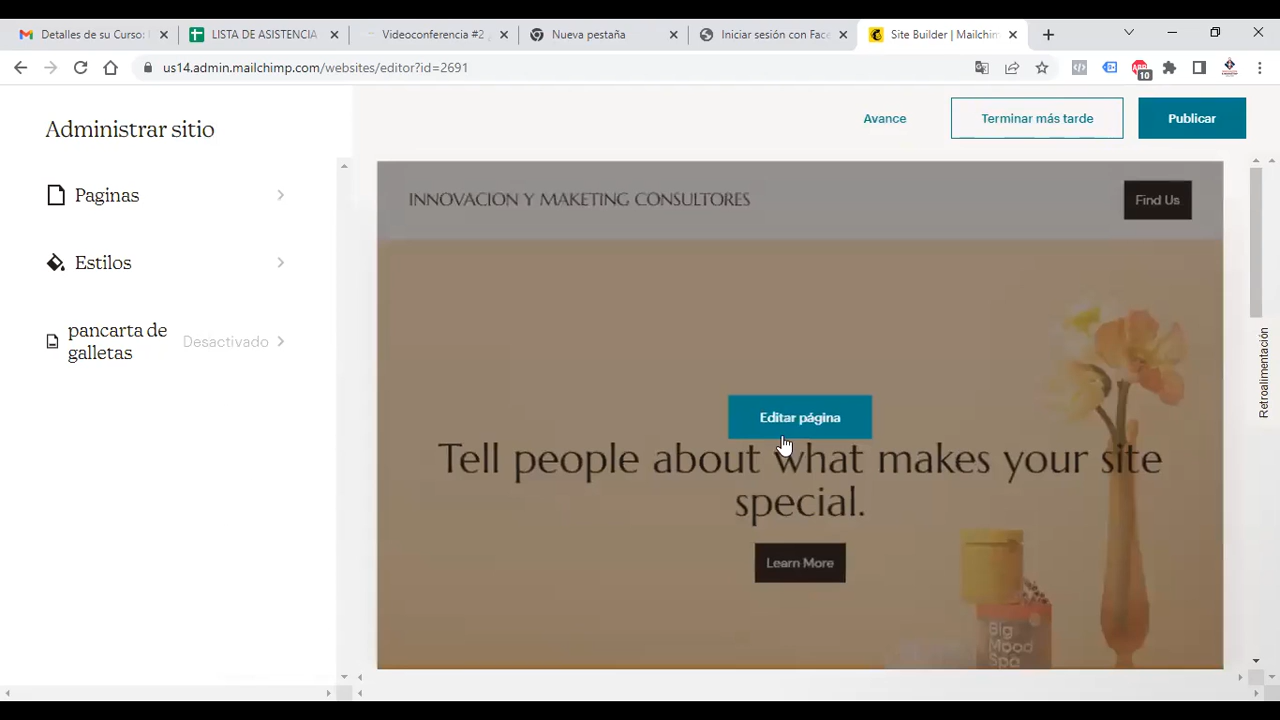 Detalles de su Curso:
LISTA DE ASISTENCIA
Videoconferencia #2
Nueva pestaña
Iniciar sesión con Face
Site Builder | Mailchim
us14.admin.mailchimp.com/websites/editor?id=2691
10
Administrar sitio
Avance
Terminar más tarde
Publicar
Paginas
INNOVACION Y MAKETING CONSULTORES
Find Us
Estilos
pancarta de
galletas
Desactivado
Retroalimentación
Editar página
Tell people about what makes your site
special.
Learn More
Big
Mood
Spa